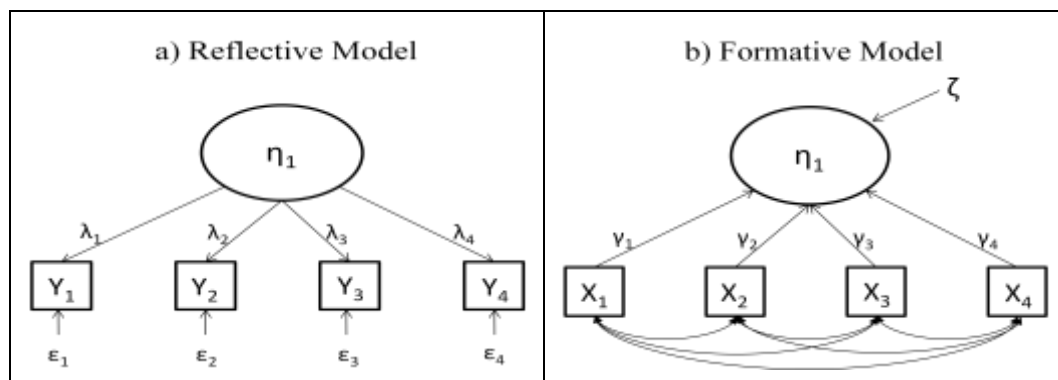 a) Reflective Model
η₁
λ₁ λ₂ λ₃ λ₄
Y₁ Y₂ Y₃ Y₄
ε₁ ε₂ ε₃ ε₄
b) Formative Model
ζ
η₁
γ₁ γ₂ γ₃ γ₄
X₁ X₂ X₃ X₄